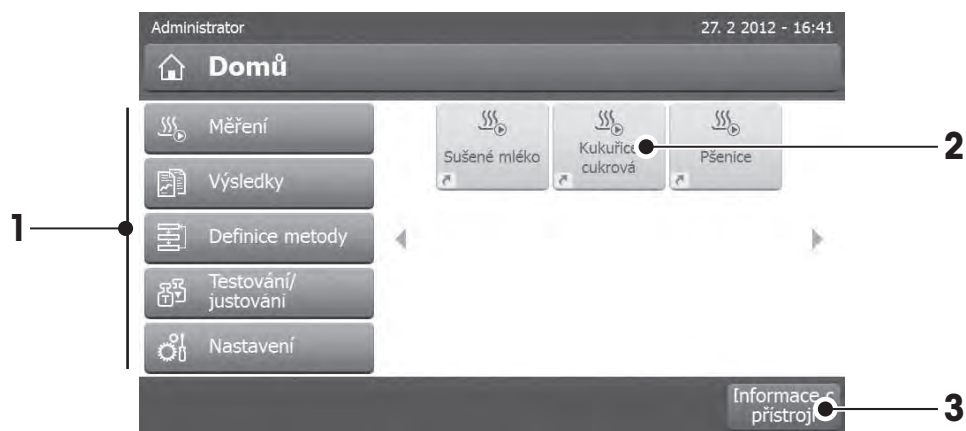 Administrator 27. 2 2012 - 16:41
Domů
1
Měření
Výsledky
Definice metody
Testování/
justování
Nastavení
Sušené mléko
Kukuřice
cukrová
Pšenice
2
Informace
přístroji
3